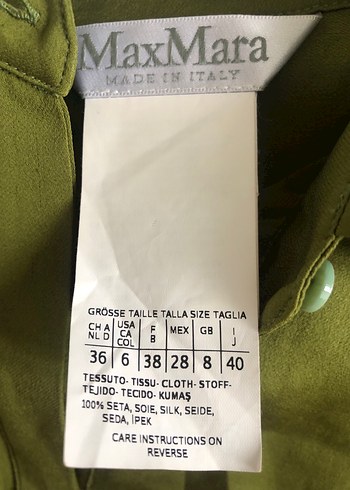 MaxMara
MADE IN ITALY
GRÖSSE TAILLE TALLA SIZE TAGLIA
CH A NL D USA CA COL F B MEX GB I J
36 6 38 28 8 40
TESSUTO- TISSU- CLOTH- STOFF-
TEJIDO- TECIDO- KUMAŞ
100% SETA, SOIE, SILK, SEIDE,
SEDA, İPEK
CARE INSTRUCTIONS ON
REVERSE